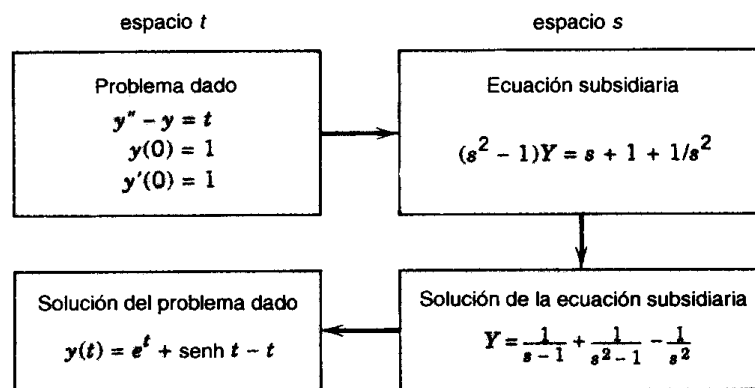 espacio t
espacio s
Problema dado
y" − y = t
y(0) = 1
y'(0) = 1
Ecuación subsidiaria
(s² − 1)Y = s + 1 + 1/s²
Solución de la ecuación subsidiaria
Y = 1/(s − 1) + 1/(s² − 1) − 1/s²
Solución del problema dado
y(t) = eᵗ + senh t − t